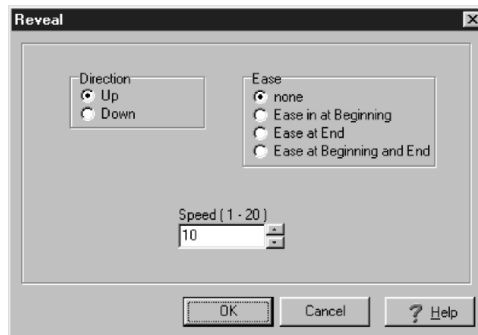 Reveal
Direction
Up
Down
Ease
none
Ease in at Beginning
Ease at End
Ease at Beginning and End
Speed ( 1 - 20 )
10
OK
Cancel
? Help